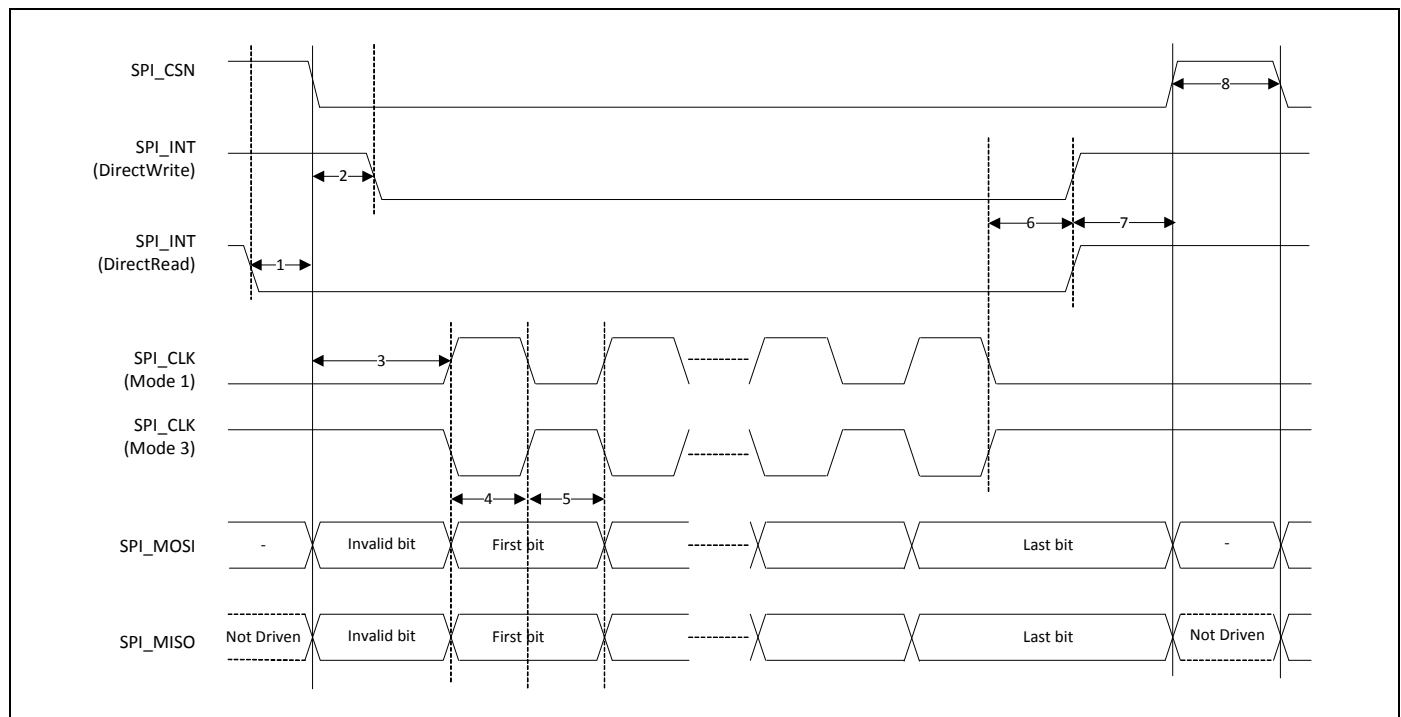 SPI_CSN
8
SPI_INT
(DirectWrite)
2
6
7
SPI_INT
(DirectRead)
1
SPI_CLK
(Mode 1)
3
SPI_CLK
(Mode 3)
4
5
SPI_MOSI
-
Invalid bit
First bit
Last bit
-
SPI_MISO
Not Driven
Invalid bit
First bit
Last bit
Not Driven